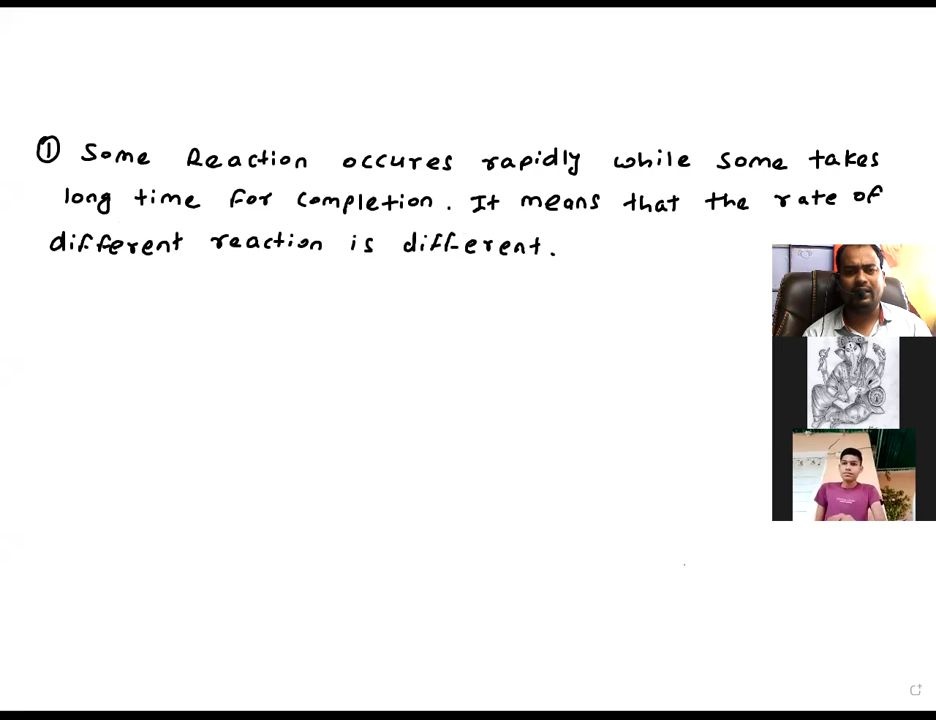 ① Some Reaction occures rapidly while some takes
long time for completion. It means that the rate of
different reaction is different.